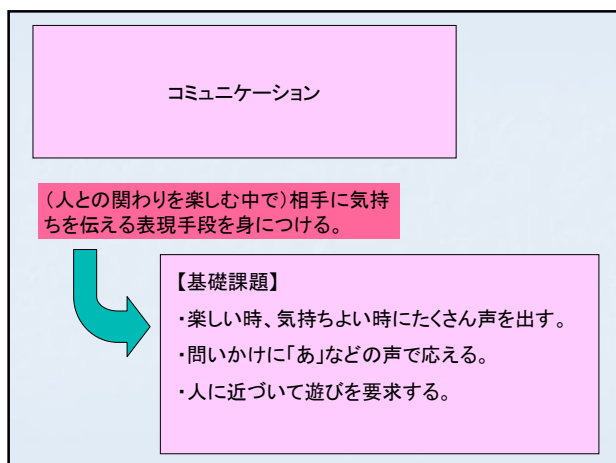 コミュニケーション
（人との関わりを楽しむ中で）相手に気持
ちを伝える表現手段を身につける。
【基礎課題】
・楽しい時、気持ちよい時にたくさん声を出す。
・問いかけに「あ」などの声で応える。
・人に近づいて遊びを要求する。